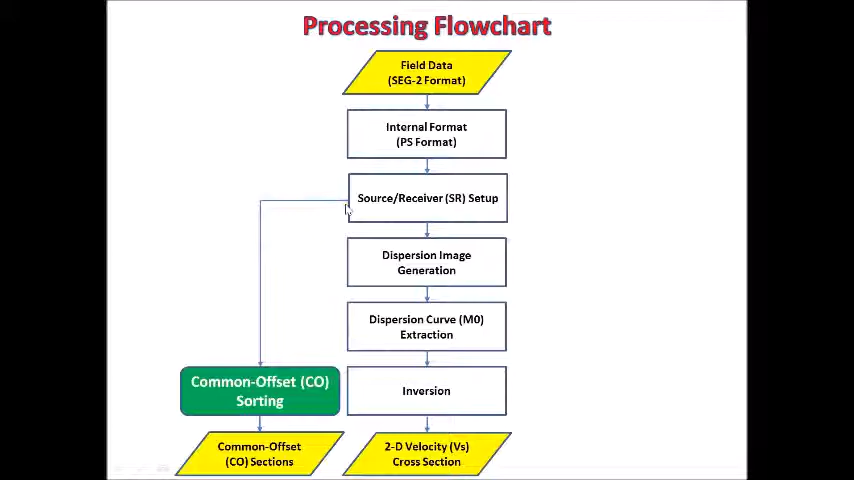 Processing Flowchart
Field Data
(SEG-2 Format)
Internal Format
(PS Format)
Source/Receiver (SR) Setup
Dispersion Image
Generation
Dispersion Curve (M0)
Extraction
Inversion
Common-Offset (CO)
Sorting
Common-Offset
(CO) Sections
2-D Velocity (Vs)
Cross Section